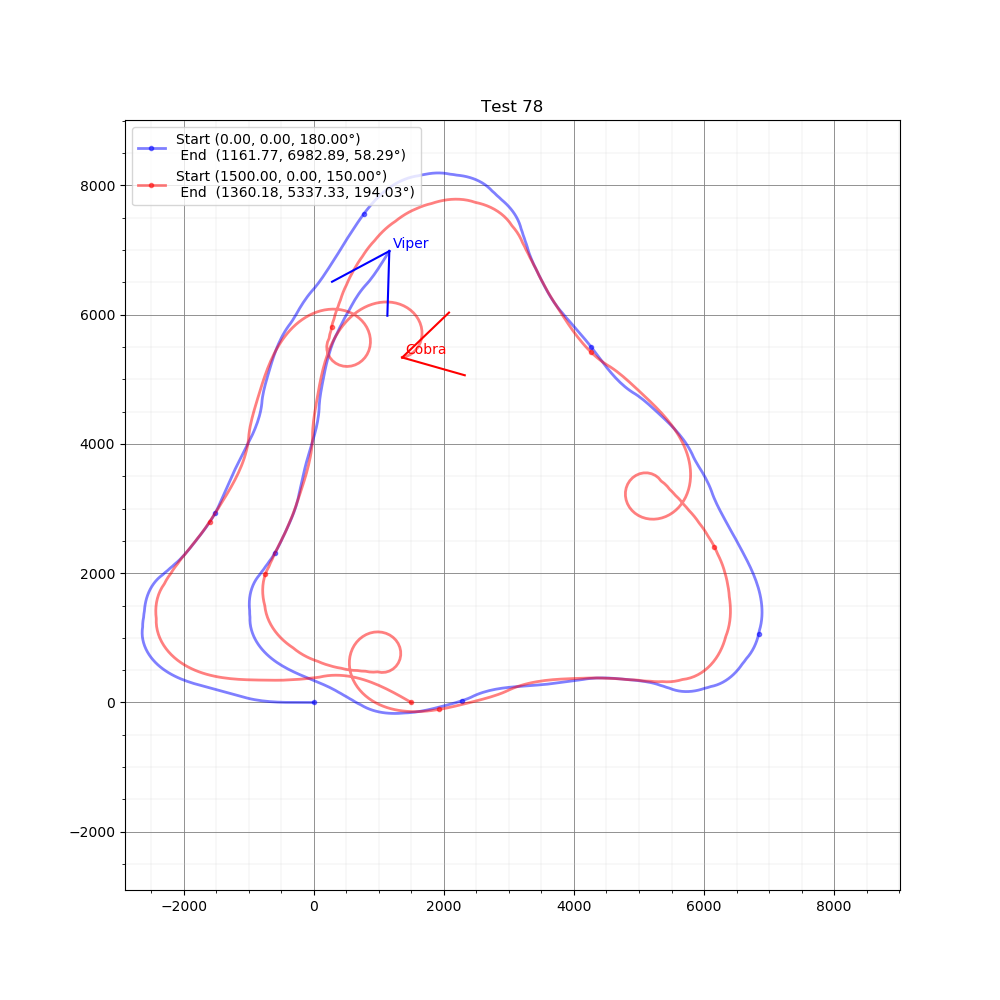 Test 78
Start (0.00, 0.00, 180.00°)
End (1161.77, 6982.89, 58.29°)
Start (1500.00, 0.00, 150.00°)
End (1360.18, 5337.33, 194.03°)
8000
Viper
6000
Cobra
4000
2000
0
−2000
−2000 0 2000 4000 6000 8000